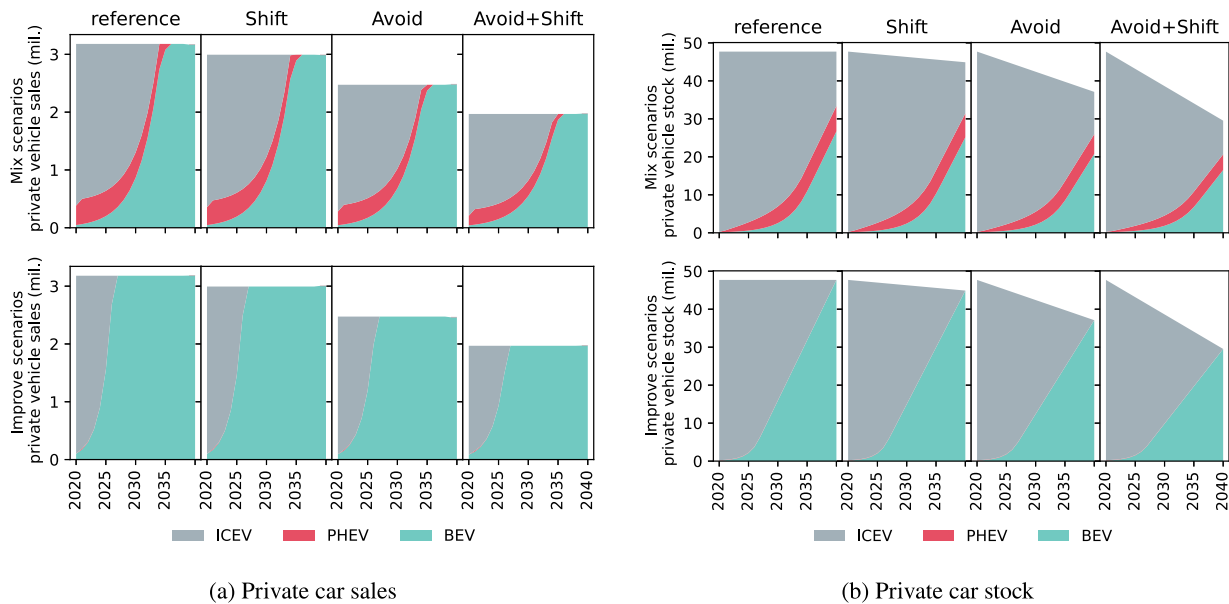 reference Shift Avoid Avoid+Shift
Mix scenarios
private vehicle sales (mil.)
3
2
1
0
Improve scenarios
private vehicle sales (mil.)
3
2
1
0
2020 2025 2030 2035 2020 2025 2030 2035 2020 2025 2030 2035 2020 2025 2030 2035 2040
ICEV PHEV BEV
(a) Private car sales
reference Shift Avoid Avoid+Shift
Mix scenarios
private vehicle stock (mil.)
50
40
30
20
10
0
Improve scenarios
private vehicle stock (mil.)
50
40
30
20
10
0
2020 2025 2030 2035 2020 2025 2030 2035 2020 2025 2030 2035 2020 2025 2030 2035 2040
ICEV PHEV BEV
(b) Private car stock